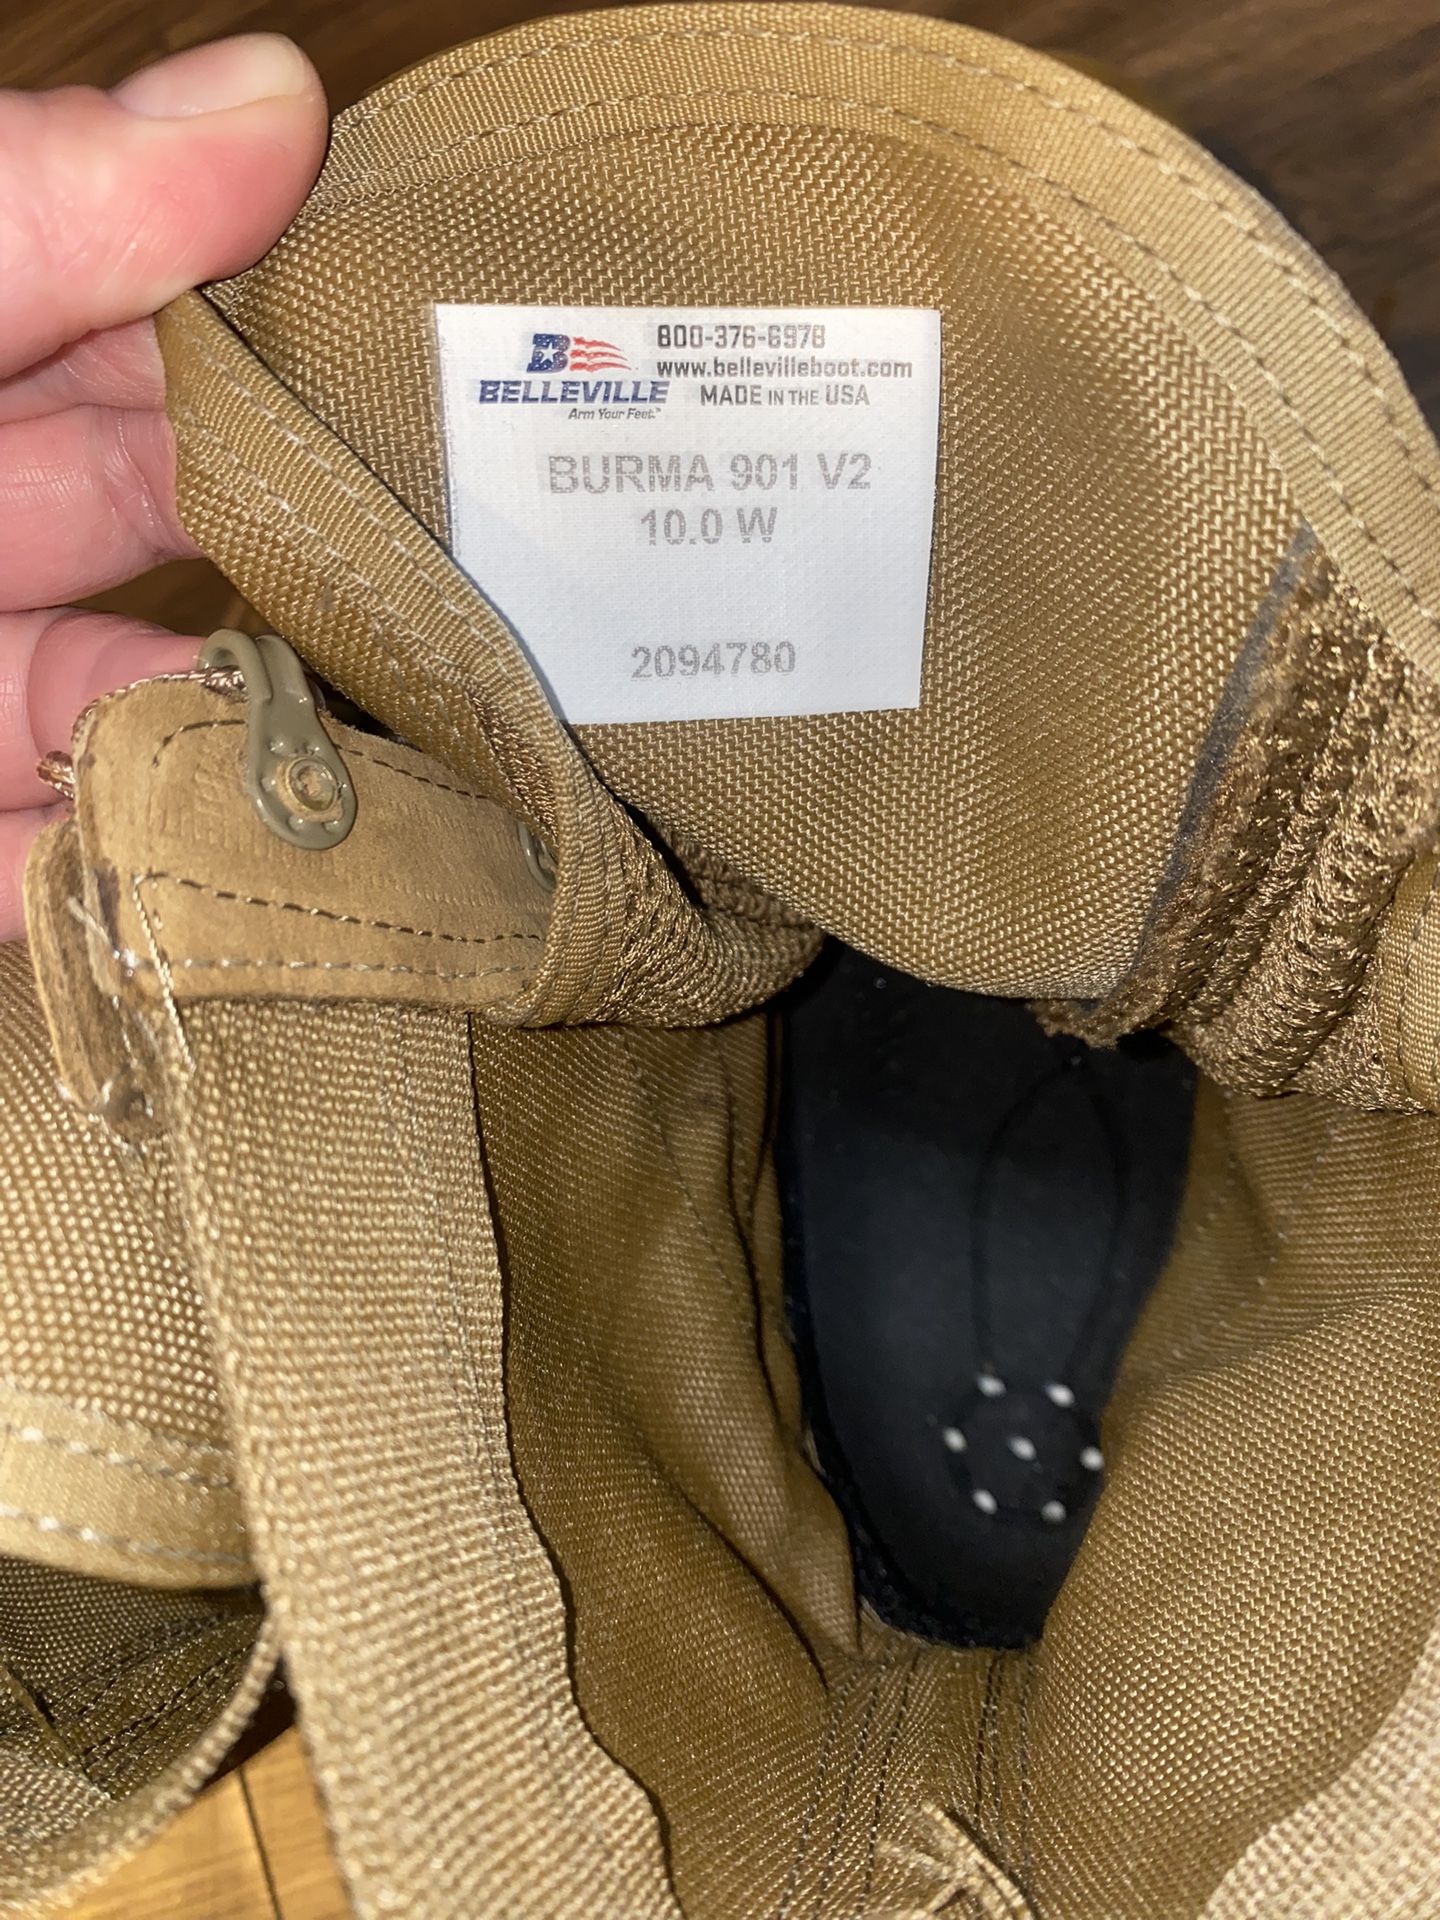 800-376-6978
www.bellevilleboot.com
BELLEVILLE MADE IN THE USA
Arm Your Feet.™
BURMA 901 V2
10.0 W
2094780